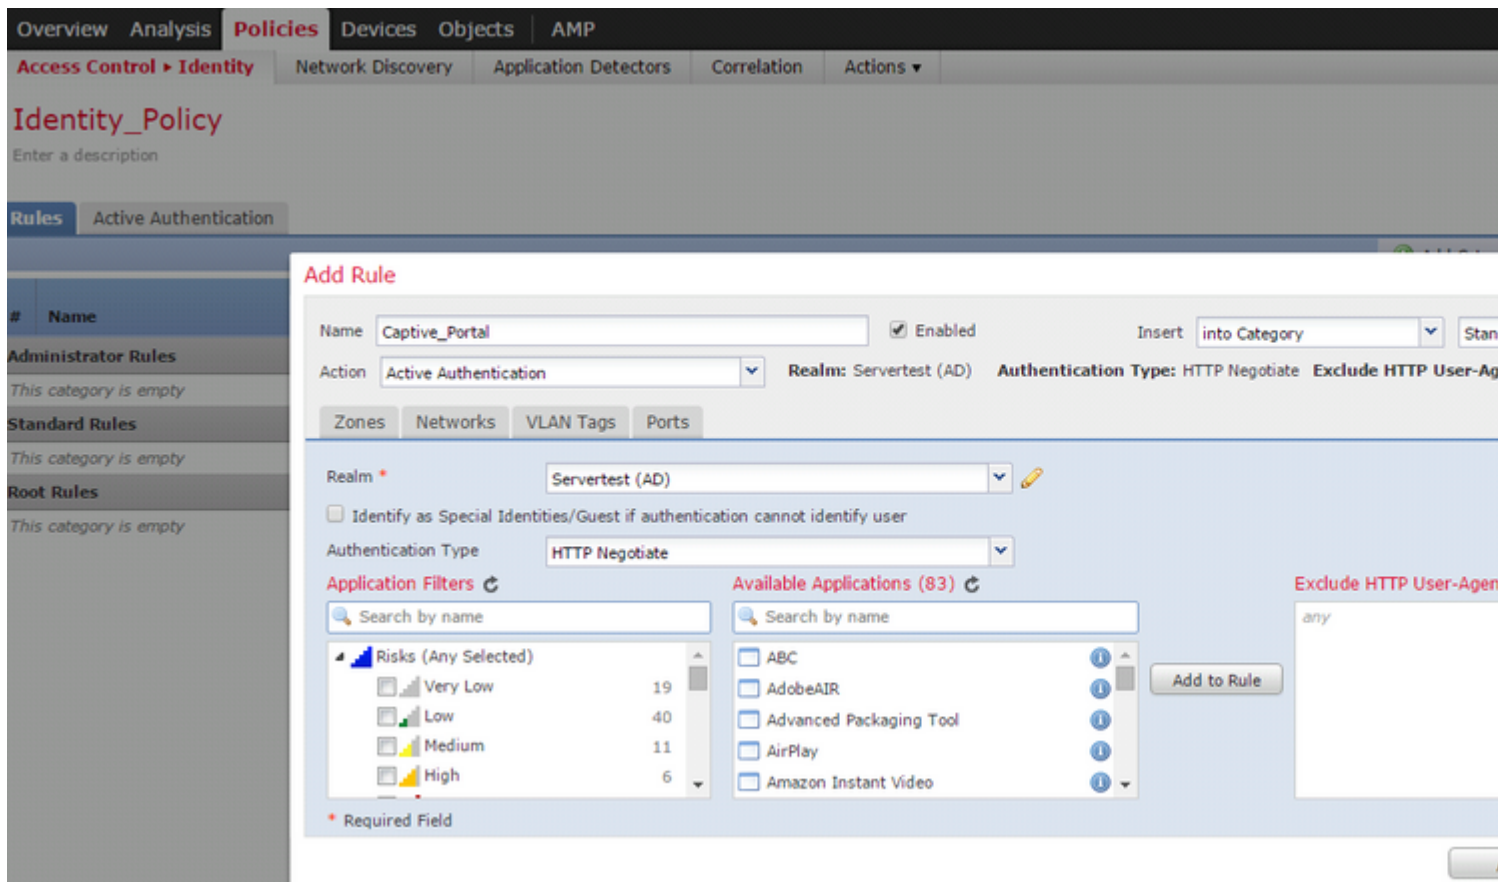 Overview Analysis Policies Devices Objects AMP
Access Control ▸ Identity Network Discovery Application Detectors Correlation Actions ▾
Identity_Policy
Enter a description
Rules Active Authentication
Add Rule
# Name
Name Captive_Portal Enabled Insert into Category Stan
Administrator Rules
Action Active Authentication Realm: Servertest (AD) Authentication Type: HTTP Negotiate Exclude HTTP User-Ag
This category is empty
Standard Rules
Zones Networks VLAN Tags Ports
This category is empty
Realm * Servertest (AD)
Root Rules
Identify as Special Identities/Guest if authentication cannot identify user
This category is empty
Authentication Type HTTP Negotiate
Application Filters Available Applications (83) Exclude HTTP User-Agen
Search by name Search by name any
Risks (Any Selected) ABC
Very Low 19 AdobeAIR
Add to Rule
Low 40 Advanced Packaging Tool
Medium 11 AirPlay
High 6 Amazon Instant Video
* Required Field